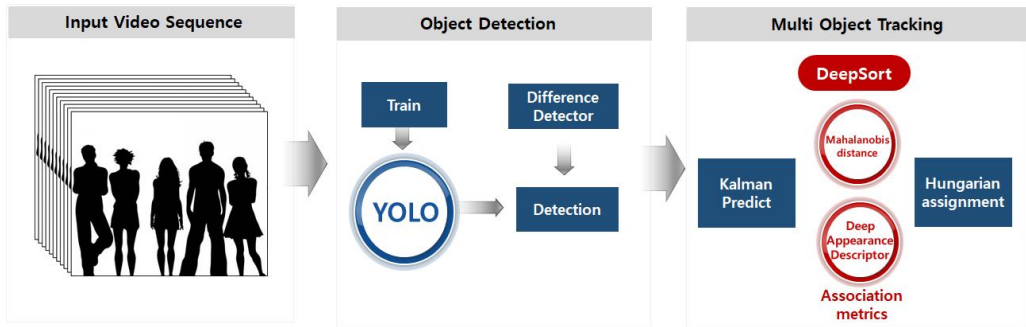 Input Video Sequence
Object Detection
Train
Difference
Detector
YOLO
Detection
Multi Object Tracking
DeepSort
Mahalanobis
distance
Kalman
Predict
Hungarian
assignment
Deep
Appearance
Descriptor
Association
metrics